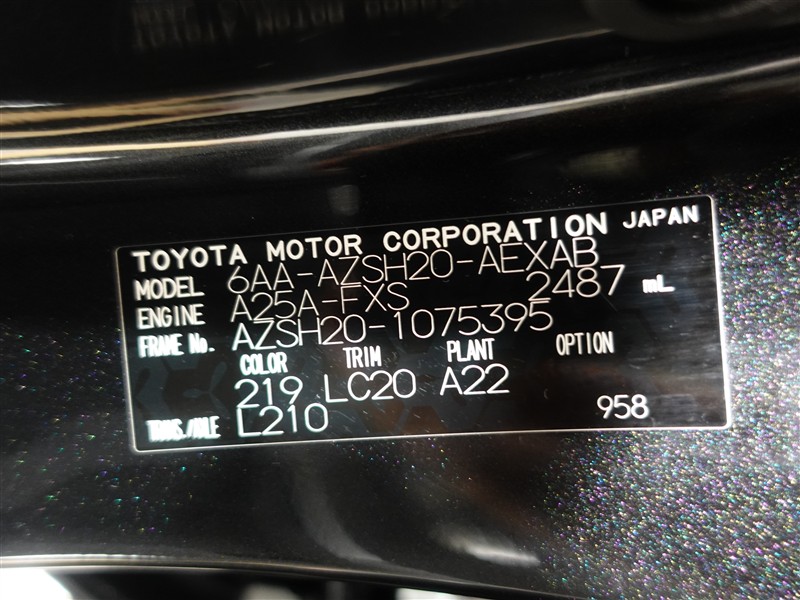 TOYOTA MOTOR CORPORATION JAPAN
MODEL 6AA-AZSH20-AEXAB
ENGINE A25A-FXS 2487 mL
FRAME No. AZSH20-1075395
COLOR TRIM PLANT OPTION
219 LC20 A22
TRANS./AXLE L210 958